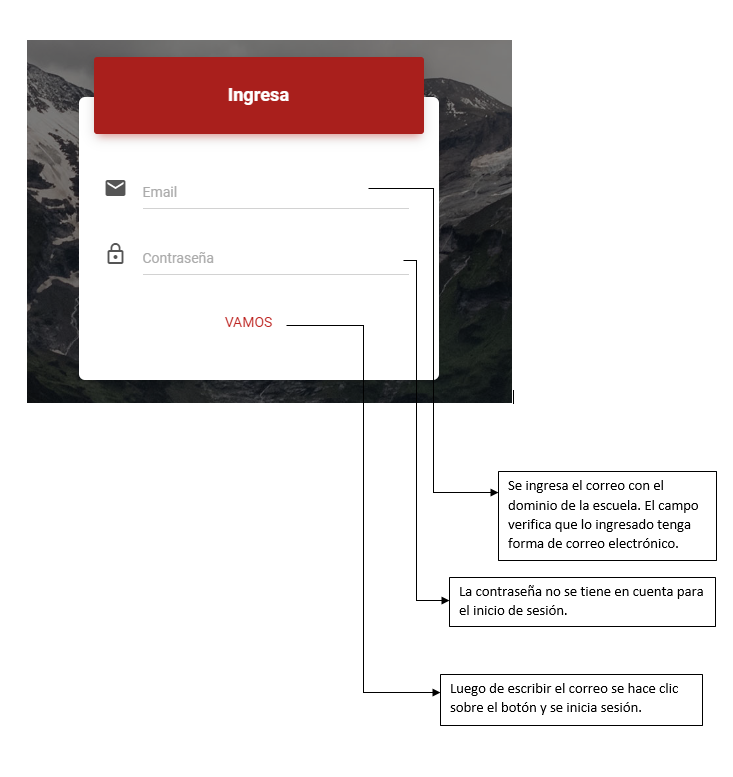 Ingresa
Email
Contraseña
VAMOS
Se ingresa el correo con el
dominio de la escuela. El campo
verifica que lo ingresado tenga
forma de correo electrónico.
La contraseña no se tiene en cuenta para
el inicio de sesión.
Luego de escribir el correo se hace clic
sobre el botón y se inicia sesión.